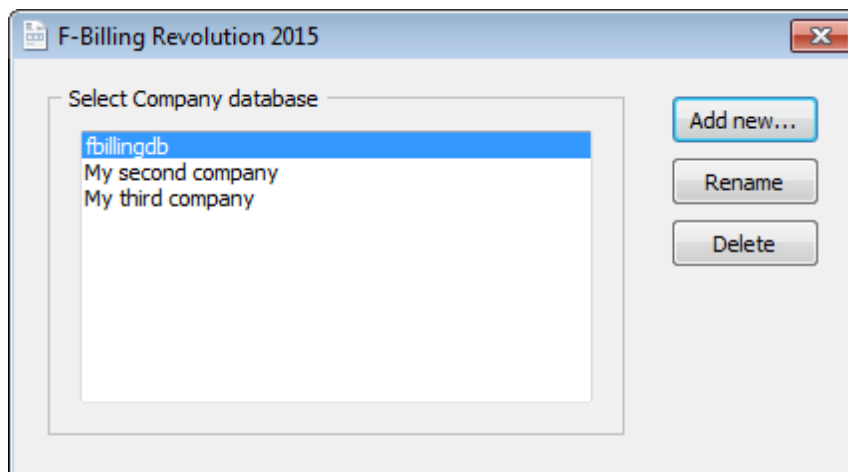 F-Billing Revolution 2015
Select Company database
fbillingdb
My second company
My third company
Add new...
Rename
Delete